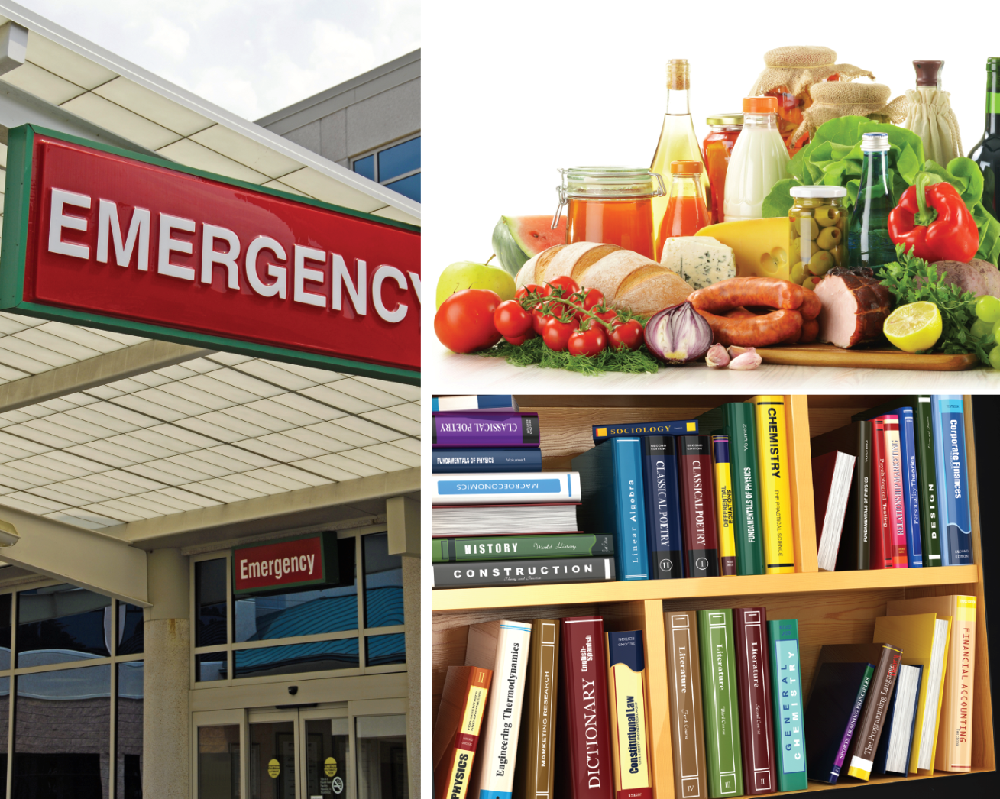 EMERGENCY
Emergency
CLASSICAL POETRY
FUNDAMENTALS OF PHYSICS Volume 1
MACROECONOMICS
HISTORY World History
CONSTRUCTION
SOCIOLOGY
Linear Algebra
SECOND EDITION
CLASSICAL POETRY
II
SECOND EDITION
CLASSICAL POETRY
I
DIFFERENTIAL EQUATIONS
FUNDAMENTALS OF PHYSICS Volume 2
CHEMISTRY THE PRACTICAL SCIENCE
FUNDAMENTALS OF PHYSICS
Psychological Testing
RELATIONSHIP MARKETING
Personality Theories
DESIGN
Corporate Finances
PHYSICS FOR SCIENTISTS AND ENGINEERS
Engineering Thermodynamics
MARKETING RESEARCH
DICTIONARY English-Spanish
SECOND EDITION
Constitutional Law
Literature
IV
Literature
III
Literature
II
GENERAL CHEMISTRY
SPORTS TRAINING PRINCIPLES
The Programming Language
FINANCIAL ACCOUNTING